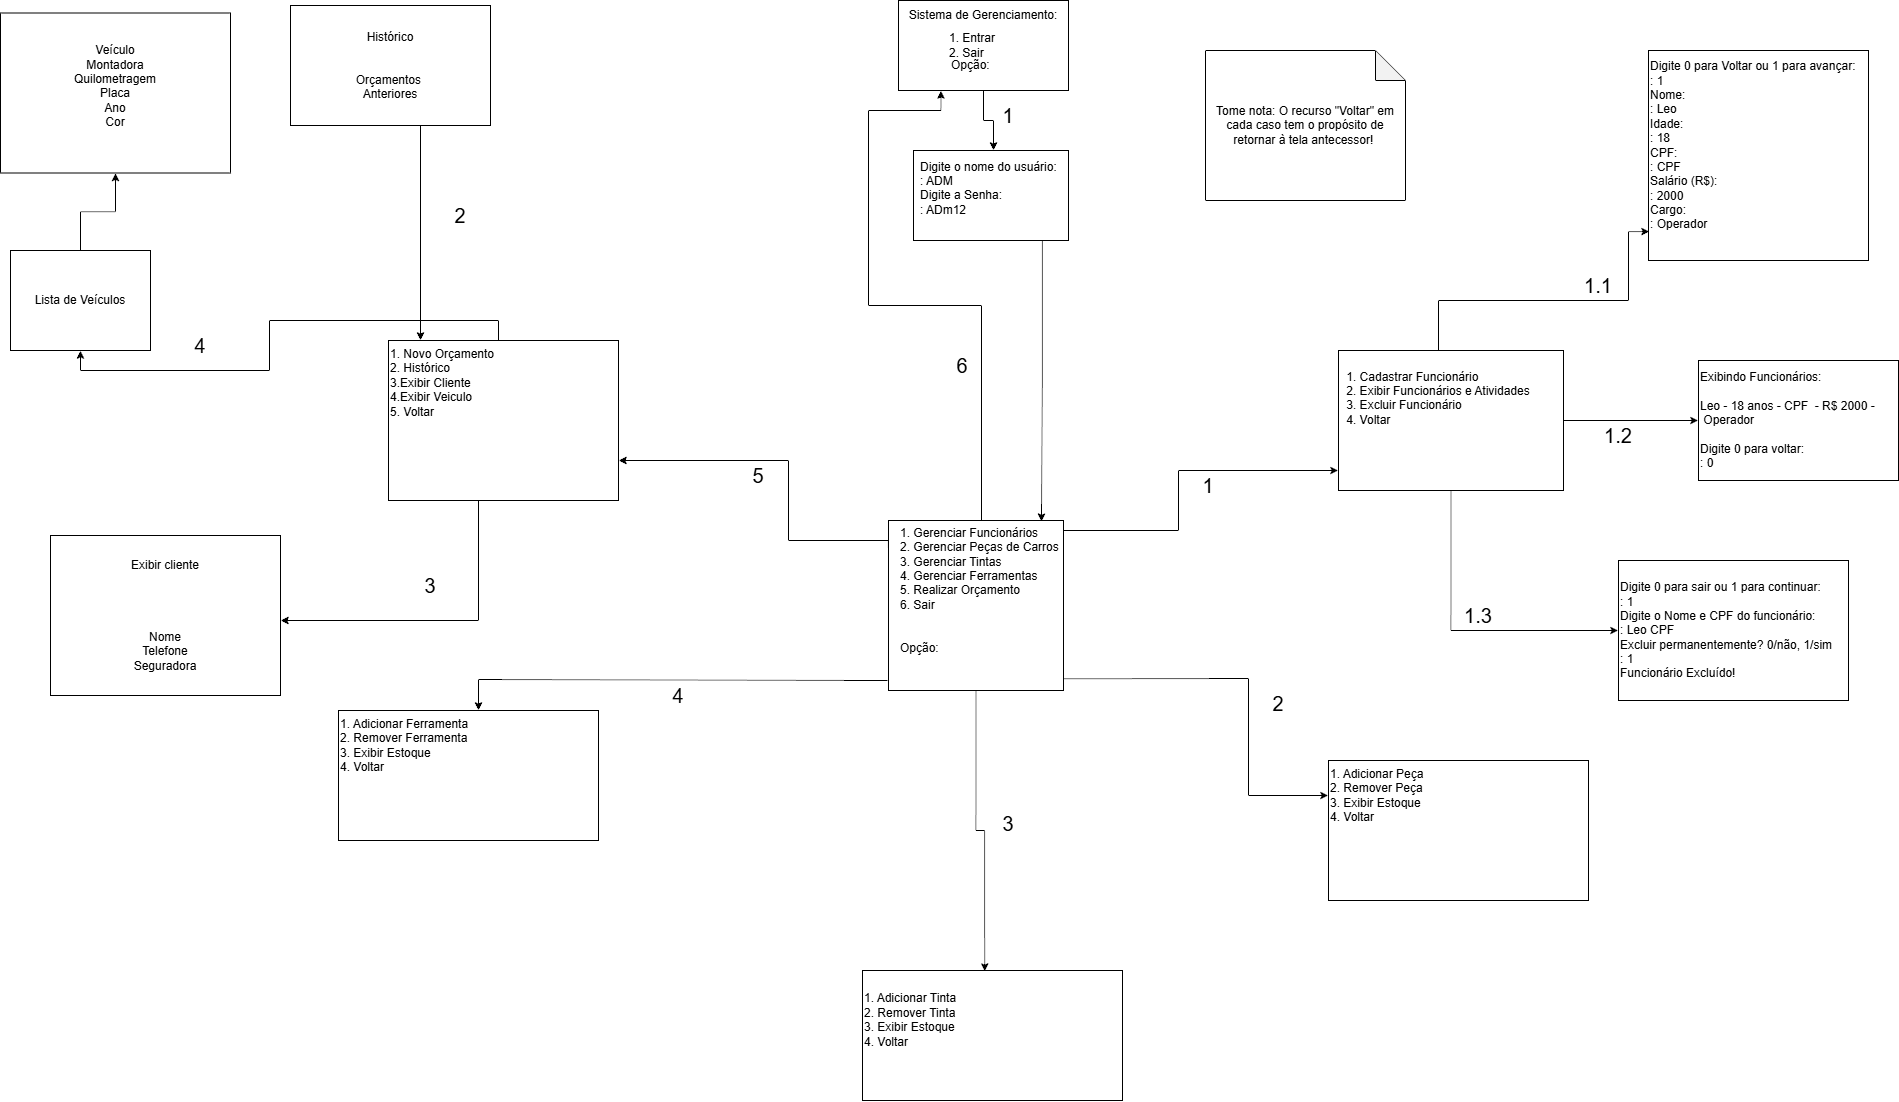 Veículo
Montadora
Quilometragem
Placa
Ano
Cor
Histórico
Orçamentos
Anteriores
Sistema de Gerenciamento:
1. Entrar
2. Sair
Opção:
1
Digite o nome do usuário:
: ADM
Digite a Senha:
: ADm12
Tome nota: O recurso "Voltar" em
cada caso tem o propósito de
retornar à tela antecessor!
Digite 0 para Voltar ou 1 para avançar:
: 1
Nome:
: Leo
Idade:
: 18
CPF:
: CPF
Salário (R$):
: 2000
Cargo:
: Operador
2
Lista de Veículos
4
1.1
6
1. Novo Orçamento
2. Histórico
3.Exibir Cliente
4.Exibir Veiculo
5. Voltar
1. Cadastrar Funcionário
2. Exibir Funcionários e Atividades
3. Excluir Funcionário
4. Voltar
1.2
Exibindo Funcionários:
Leo - 18 anos - CPF  - R$ 2000 -
Operador
Digite 0 para voltar:
: 0
5
1
1. Gerenciar Funcionários
2. Gerenciar Peças de Carros
3. Gerenciar Tintas
4. Gerenciar Ferramentas
5. Realizar Orçamento
6. Sair
Opção:
Exibir cliente
Nome
Telefone
Seguradora
3
1.3
Digite 0 para sair ou 1 para continuar:
: 1
Digite o Nome e CPF do funcionário:
: Leo CPF
Excluir permanentemente? 0/não, 1/sim
: 1
Funcionário Excluído!
4
1. Adicionar Ferramenta
2. Remover Ferramenta
3. Exibir Estoque
4. Voltar
2
1. Adicionar Peça
2. Remover Peça
3. Exibir Estoque
4. Voltar
3
1. Adicionar Tinta
2. Remover Tinta
3. Exibir Estoque
4. Voltar